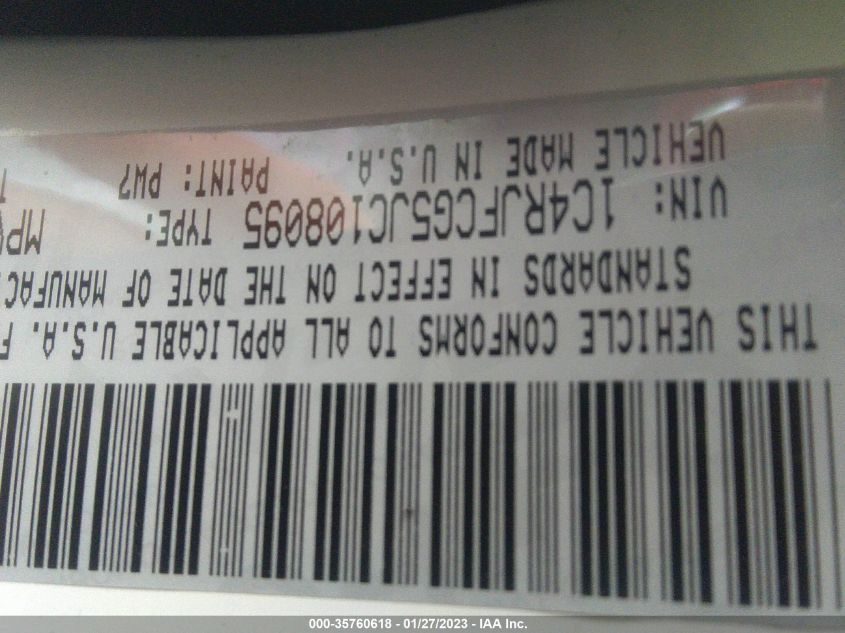 THIS VEHICLE CONFORMS TO ALL APPLICABLE U.S.A. F
STANDARDS IN EFFECT ON THE DATE OF MANUFAC
VIN: 1C4RJFCG5JC108095 TYPE: MPV
VEHICLE MADE IN U.S.A. PAINT: PW7
000-35760618 - 01/27/2023 - IAA Inc.